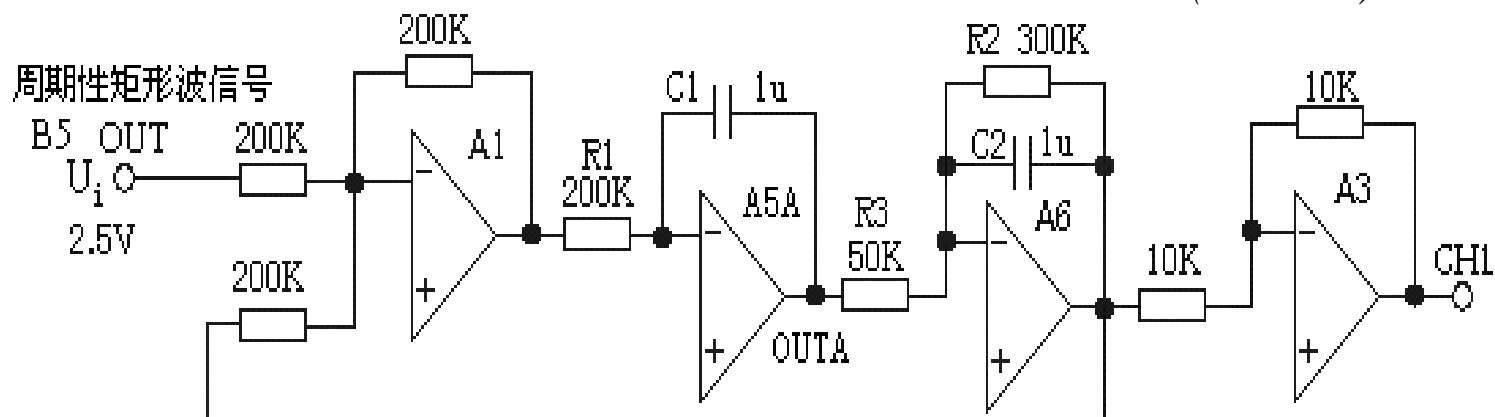 200K
R2 300K
周期性矩形波信号
C1 1u
10K
B5 OUT
200K
A1
C2 1u
Ui
R1
200K
A5A
A3
2.5V
R3
50K
A6
200K
10K
CH1
OUTA
−
+
−
+
−
+
−
+